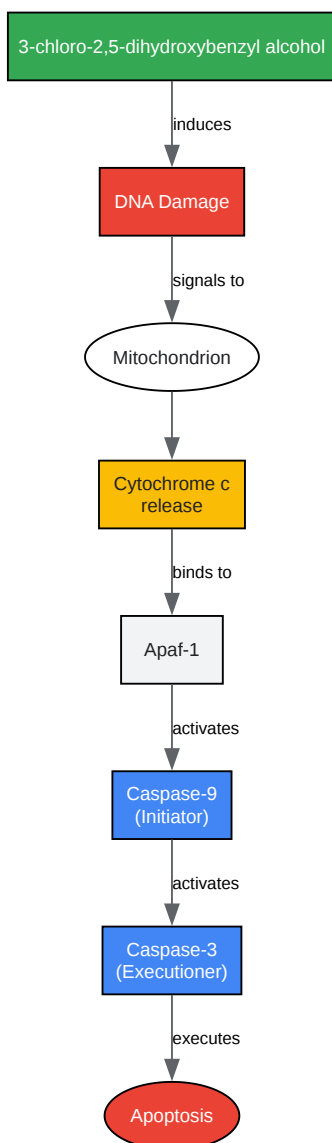 3-chloro-2,5-dihydroxybenzyl alcohol
induces
DNA Damage
signals to
Mitochondrion
Cytochrome c
release
binds to
Apaf-1
activates
Caspase-9
(Initiator)
activates
Caspase-3
(Executioner)
executes
Apoptosis